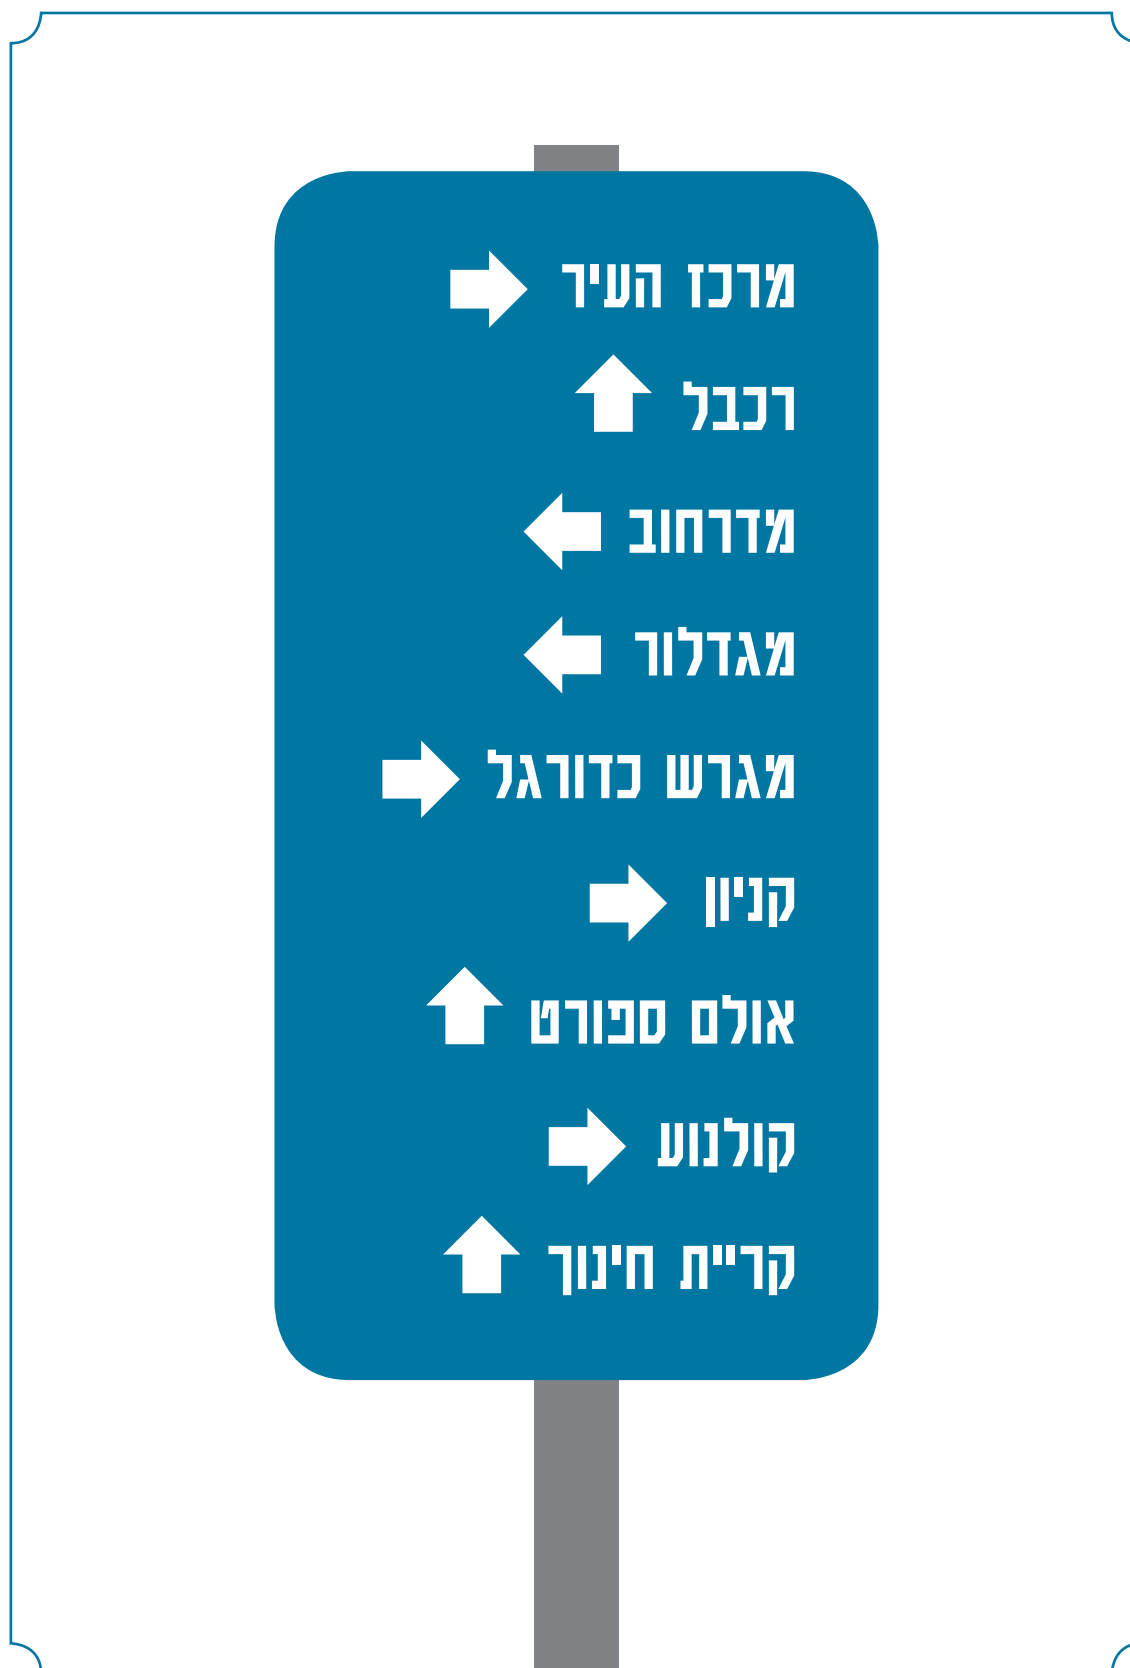 מרכז העיר
רכבל
מדרחוב
מגדלור
מגרש כדורגל
קניון
אולם ספורט
קולנוע
קריית חינוך